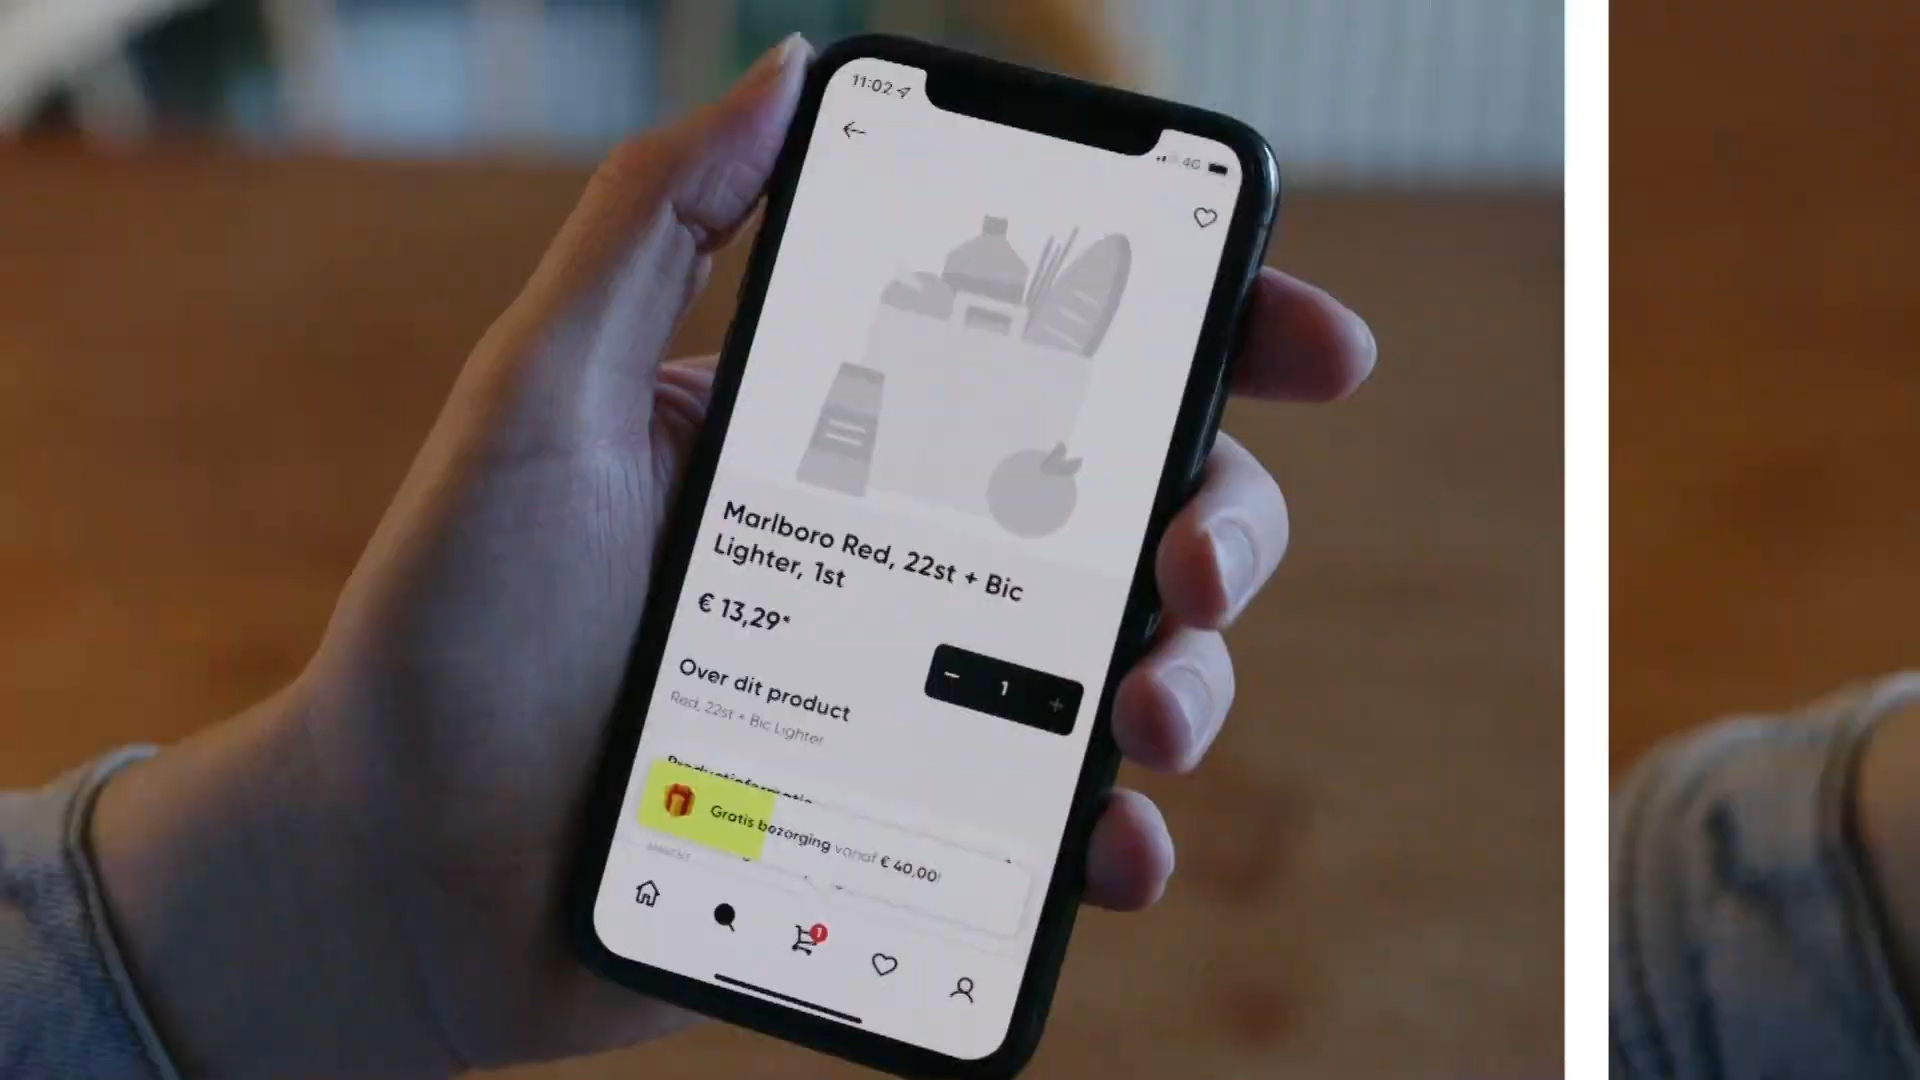 11:02
4G
Marlboro Red, 22st + Bic
Lighter, 1st
€ 13,29*
1
Over dit product
Red, 22st + Bic Lighter
Productinformatie
Gratis bezorging vanaf € 40,00!
1